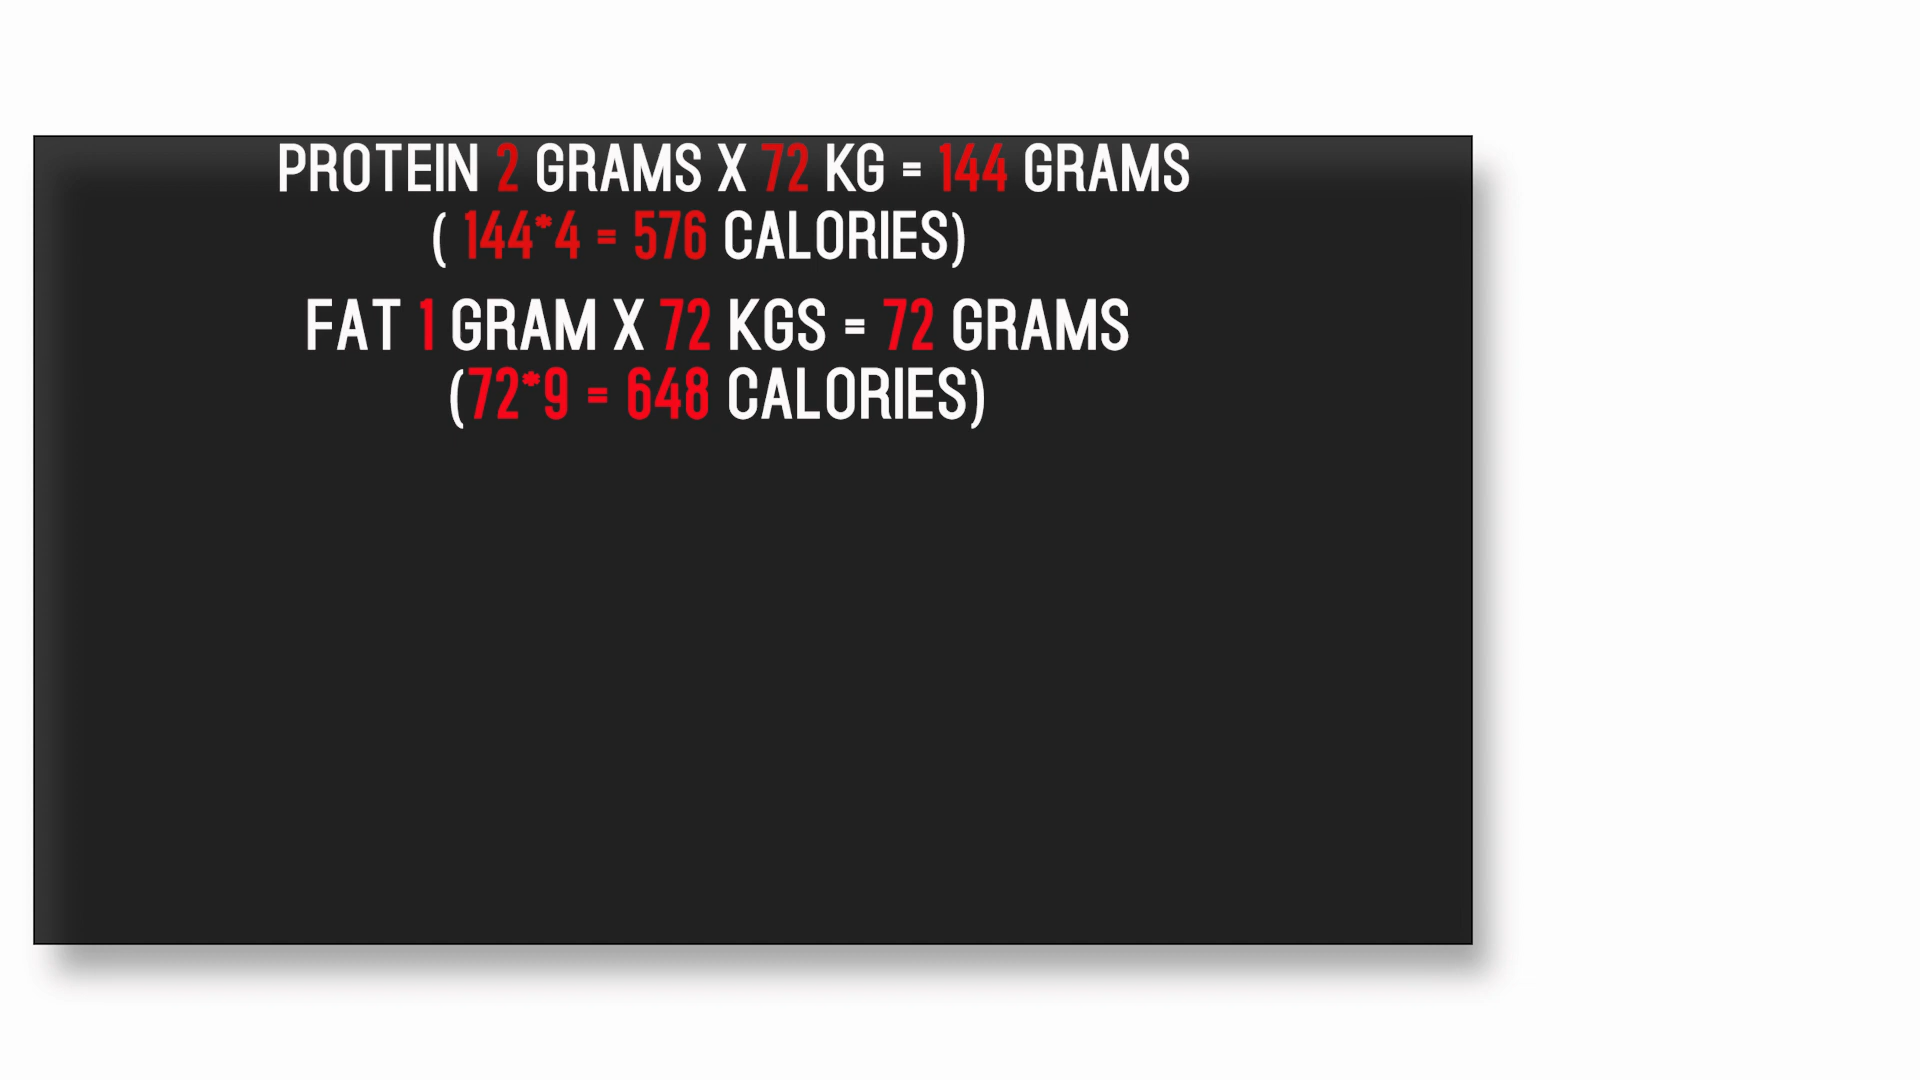 PROTEIN 2 GRAMS X 72 KG = 144 GRAMS
( 144*4 = 576 CALORIES)
FAT 1 GRAM X 72 KGS = 72 GRAMS
(72*9 = 648 CALORIES)